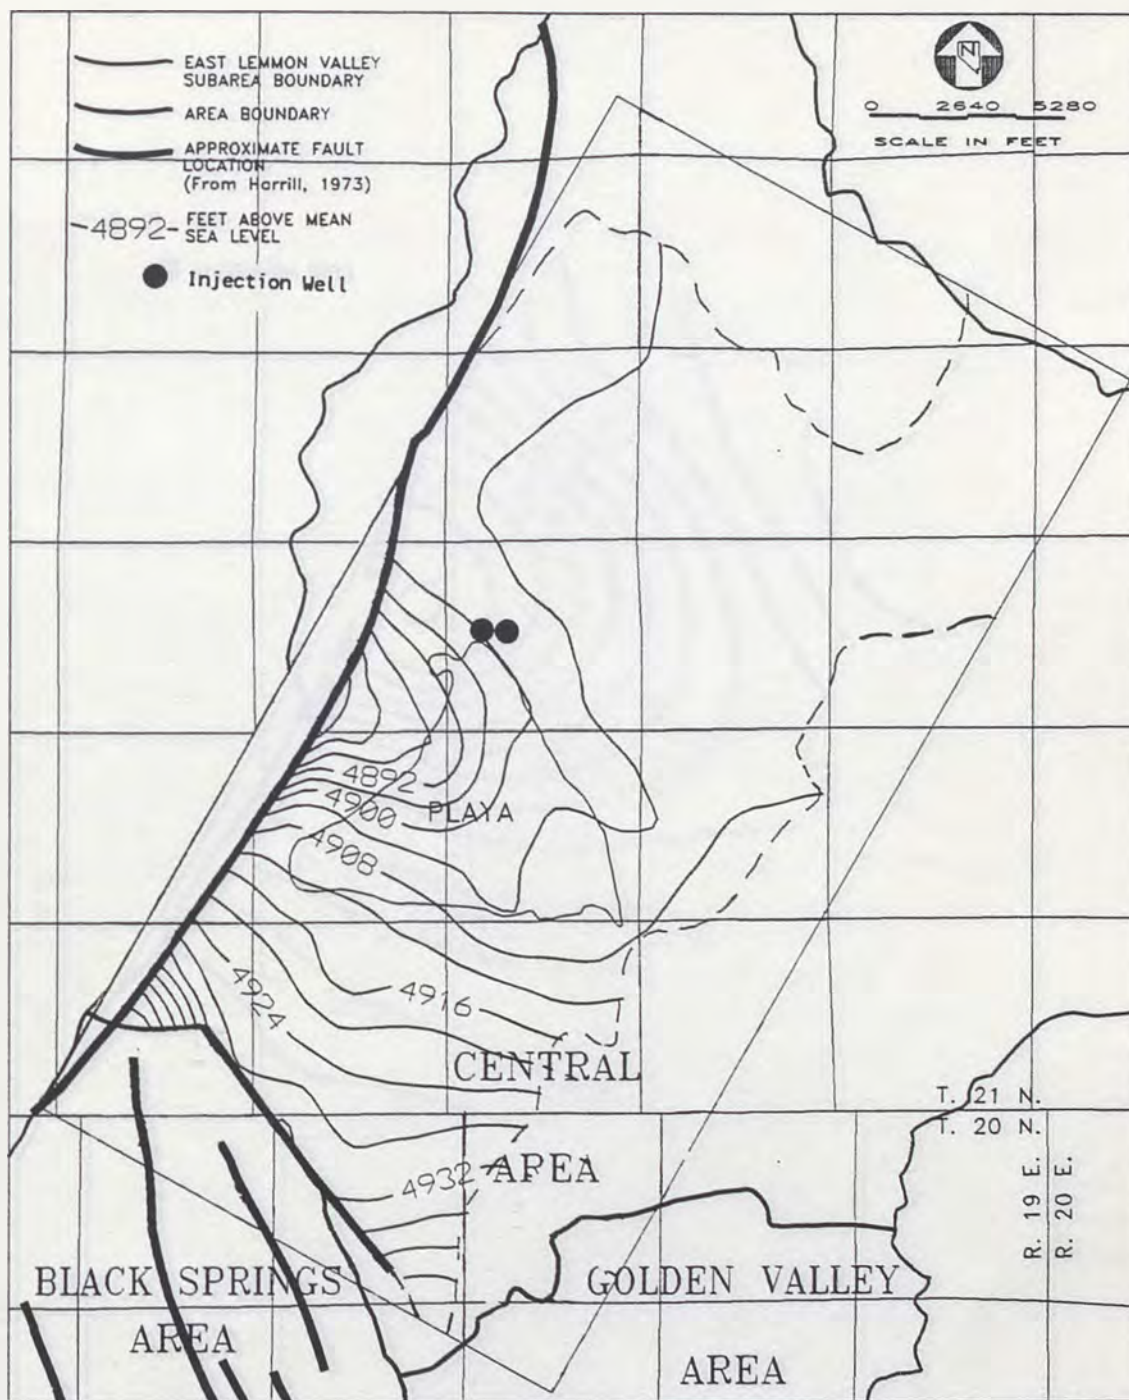 EAST LEMMON VALLEY
SUBAREA BOUNDARY
AREA BOUNDARY
APPROXIMATE FAULT
LOCATION
(From Harrill, 1973)
4892
FEET ABOVE MEAN
SEA LEVEL
Injection Well
N
0 2640 5280
SCALE IN FEET
4892
4900
PLAYA
4908
4924
4916
CENTRAL
AREA
T. 21 N.
T. 20 N.
R. 19 E.
R. 20 E.
4932
BLACK SPRINGS
AREA
GOLDEN VALLEY
AREA